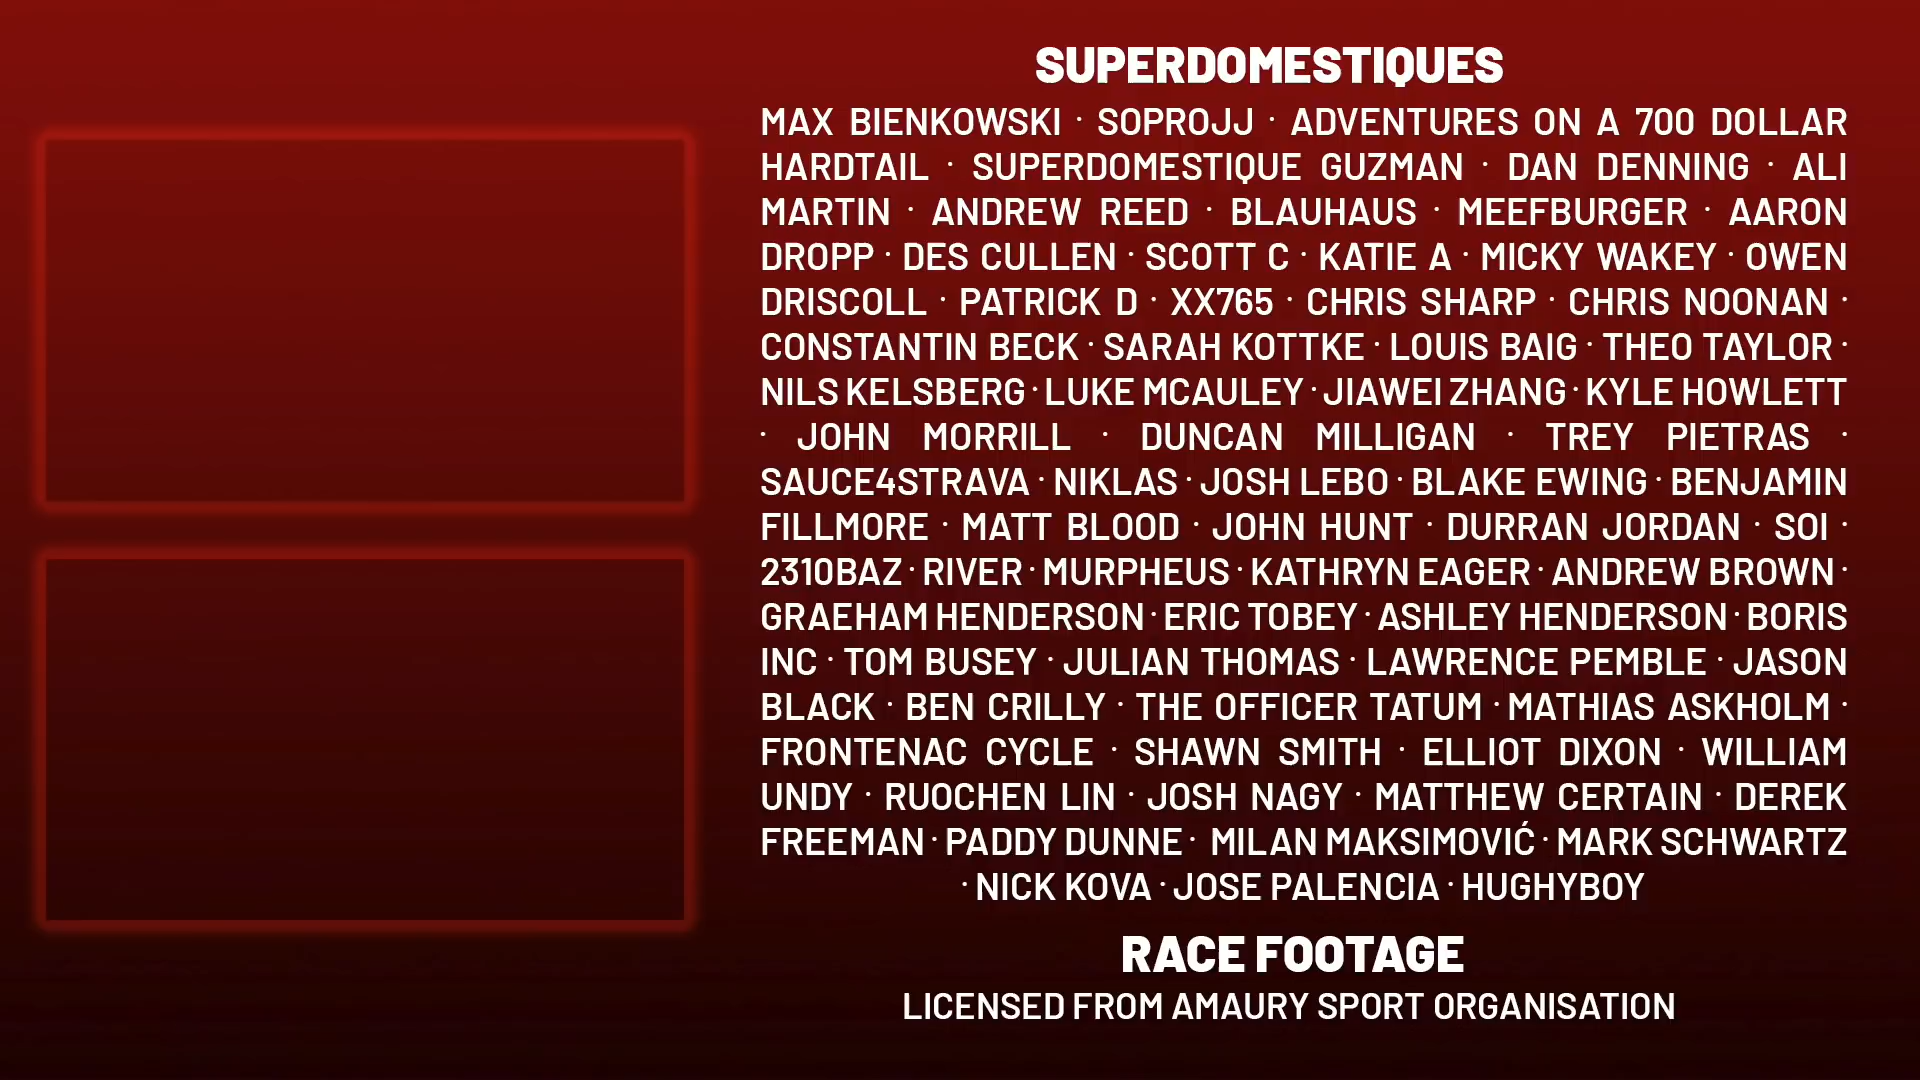 SUPERDOMESTIQUES
MAX BIENKOWSKI · SOPROJJ · ADVENTURES ON A 700 DOLLAR
HARDTAIL · SUPERDOMESTIQUE GUZMAN · DAN DENNING · ALI
MARTIN · ANDREW REED · BLAUHAUS · MEEFBURGER · AARON
DROPP · DES CULLEN · SCOTT C · KATIE A · MICKY WAKEY · OWEN
DRISCOLL · PATRICK D · XX765 · CHRIS SHARP · CHRIS NOONAN ·
CONSTANTIN BECK · SARAH KOTTKE · LOUIS BAIG · THEO TAYLOR ·
NILS KELSBERG · LUKE MCAULEY · JIAWEI ZHANG · KYLE HOWLETT
· JOHN MORRILL · DUNCAN MILLIGAN · TREY PIETRAS ·
SAUCE4STRAVA · NIKLAS · JOSH LEBO · BLAKE EWING · BENJAMIN
FILLMORE · MATT BLOOD · JOHN HUNT · DURRAN JORDAN · SOI ·
2310BAZ · RIVER · MURPHEUS · KATHRYN EAGER · ANDREW BROWN ·
GRAEHAM HENDERSON · ERIC TOBEY · ASHLEY HENDERSON · BORIS
INC · TOM BUSEY · JULIAN THOMAS · LAWRENCE PEMBLE · JASON
BLACK · BEN CRILLY · THE OFFICER TATUM · MATHIAS ASKHOLM ·
FRONTENAC CYCLE · SHAWN SMITH · ELLIOT DIXON · WILLIAM
UNDY · RUOCHEN LIN · JOSH NAGY · MATTHEW CERTAIN · DEREK
FREEMAN · PADDY DUNNE · MILAN MAKSIMOVIĆ · MARK SCHWARTZ
· NICK KOVA · JOSE PALENCIA · HUGHYBOY
RACE FOOTAGE
LICENSED FROM AMAURY SPORT ORGANISATION